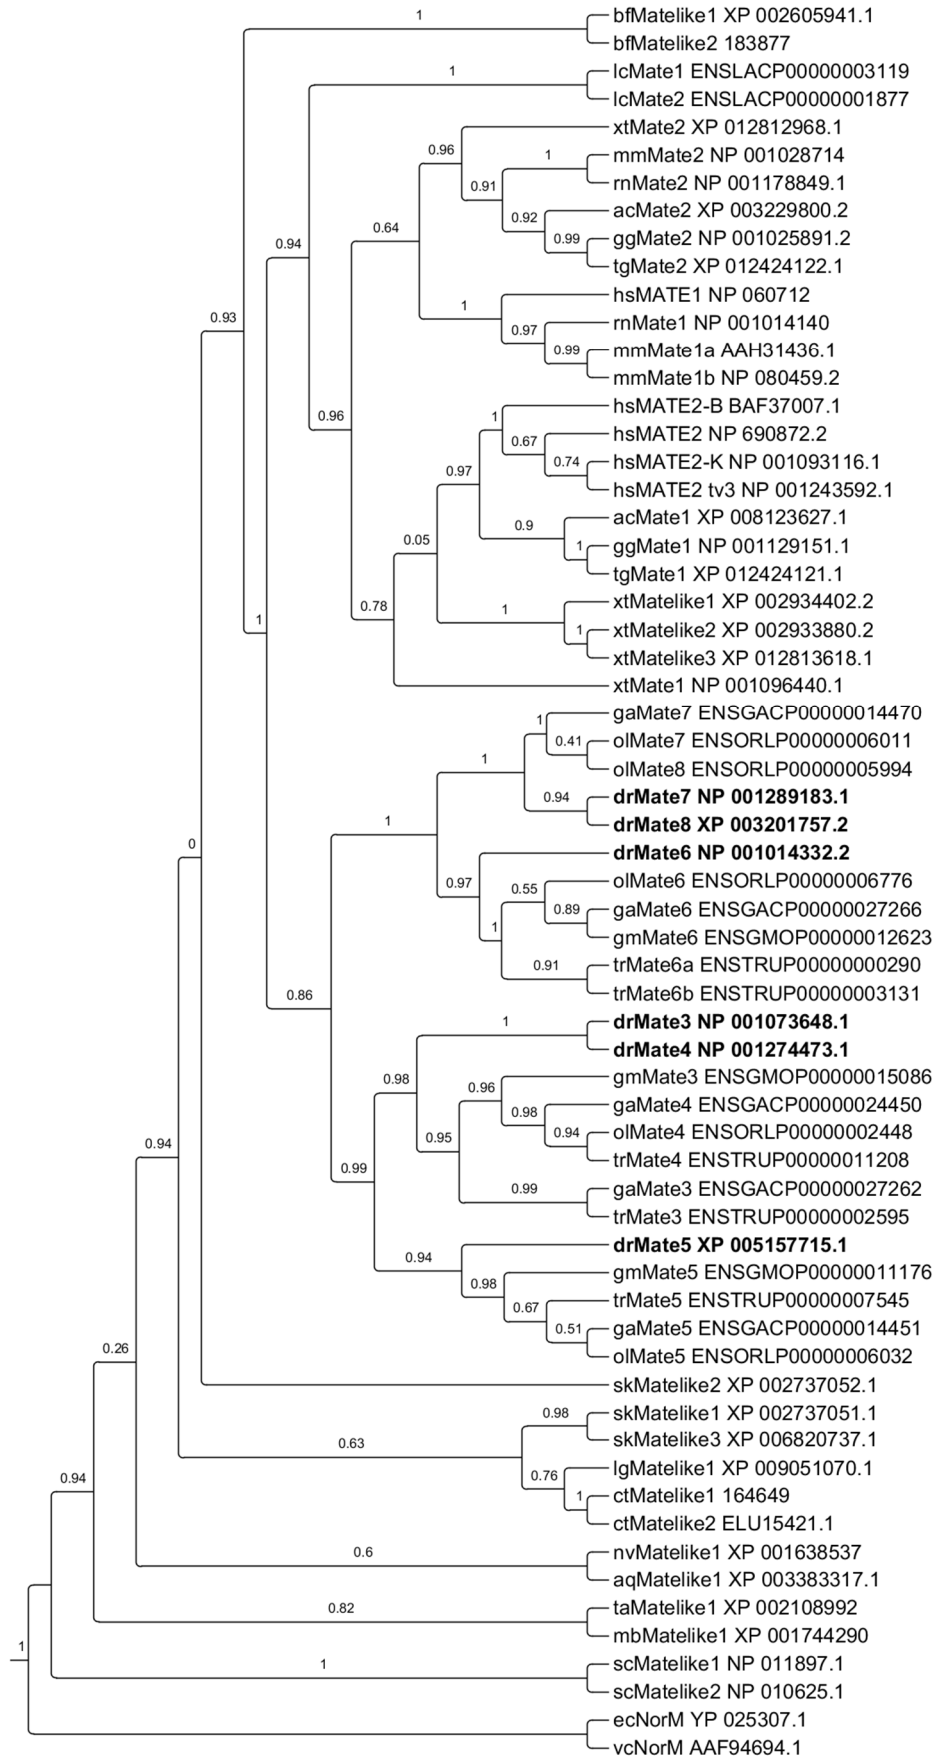 1
bfMatelike1 XP 002605941.1
bfMatelike2 183877
1
lcMate1 ENSLACP00000003119
lcMate2 ENSLACP00000001877
xtMate2 XP 012812968.1
0.96
1
mmMate2 NP 001028714
0.91
rnMate2 NP 001178849.1
0.92
acMate2 XP 003229800.2
0.64
0.99
ggMate2 NP 001025891.2
0.94
tgMate2 XP 012424122.1
1
hsMATE1 NP 060712
0.93
0.97
rnMate1 NP 001014140
0.99
mmMate1a AAH31436.1
mmMate1b NP 080459.2
0.96
1
hsMATE2-B BAF37007.1
0.67
hsMATE2 NP 690872.2
0.97
0.74
hsMATE2-K NP 001093116.1
hsMATE2 tv3 NP 001243592.1
0.9
acMate1 XP 008123627.1
0.05
1
ggMate1 NP 001129151.1
tgMate1 XP 012424121.1
0.78
1
xtMatelike1 XP 002934402.2
1
1
xtMatelike2 XP 002933880.2
xtMatelike3 XP 012813618.1
xtMate1 NP 001096440.1
1
gaMate7 ENSGACP00000014470
0.41
olMate7 ENSORLP00000006011
1
olMate8 ENSORLP00000005994
0.94
drMate7 NP 001289183.1
1
drMate8 XP 003201757.2
0
drMate6 NP 001014332.2
0.97
0.55
olMate6 ENSORLP00000006776
0.89
gaMate6 ENSGACP00000027266
1
gmMate6 ENSGMOP00000012623
0.91
trMate6a ENSTRUP00000000290
0.86
trMate6b ENSTRUP00000003131
1
drMate3 NP 001073648.1
drMate4 NP 001274473.1
0.98
0.96
gmMate3 ENSGMOP00000015086
0.98
gaMate4 ENSGACP00000024450
0.95
0.94
olMate4 ENSORLP00000002448
0.94
trMate4 ENSTRUP00000011208
0.99
0.99
gaMate3 ENSGACP00000027262
trMate3 ENSTRUP00000002595
drMate5 XP 005157715.1
0.94
0.98
gmMate5 ENSGMOP00000011176
0.67
trMate5 ENSTRUP00000007545
0.51
gaMate5 ENSGACP00000014451
0.26
olMate5 ENSORLP00000006032
skMatelike2 XP 002737052.1
0.98
skMatelike1 XP 002737051.1
0.63
skMatelike3 XP 006820737.1
0.94
0.76
lgMatelike1 XP 009051070.1
1
ctMatelike1 164649
ctMatelike2 ELU15421.1
0.6
nvMatelike1 XP 001638537
aqMatelike1 XP 003383317.1
0.82
taMatelike1 XP 002108992
mbMatelike1 XP 001744290
1
1
scMatelike1 NP 011897.1
scMatelike2 NP 010625.1
ecNorM YP 025307.1
vcNorM AAF94694.1